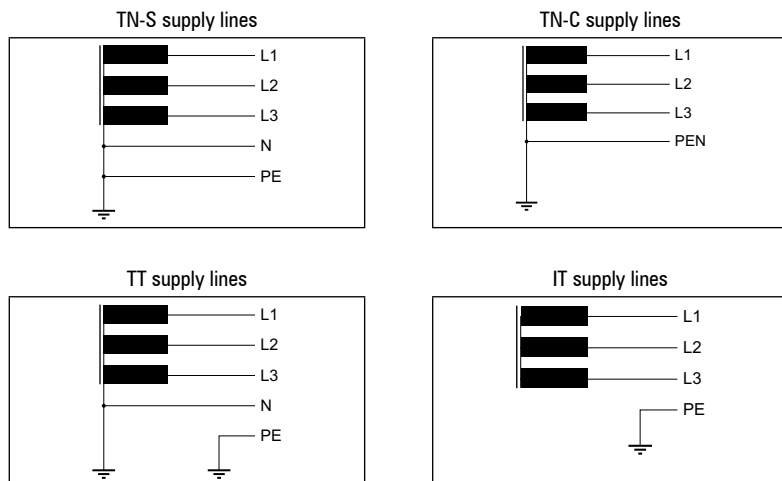 TN-S supply lines
L1
L2
L3
N
PE
TN-C supply lines
L1
L2
L3
PEN
TT supply lines
L1
L2
L3
N
PE
IT supply lines
L1
L2
L3
PE